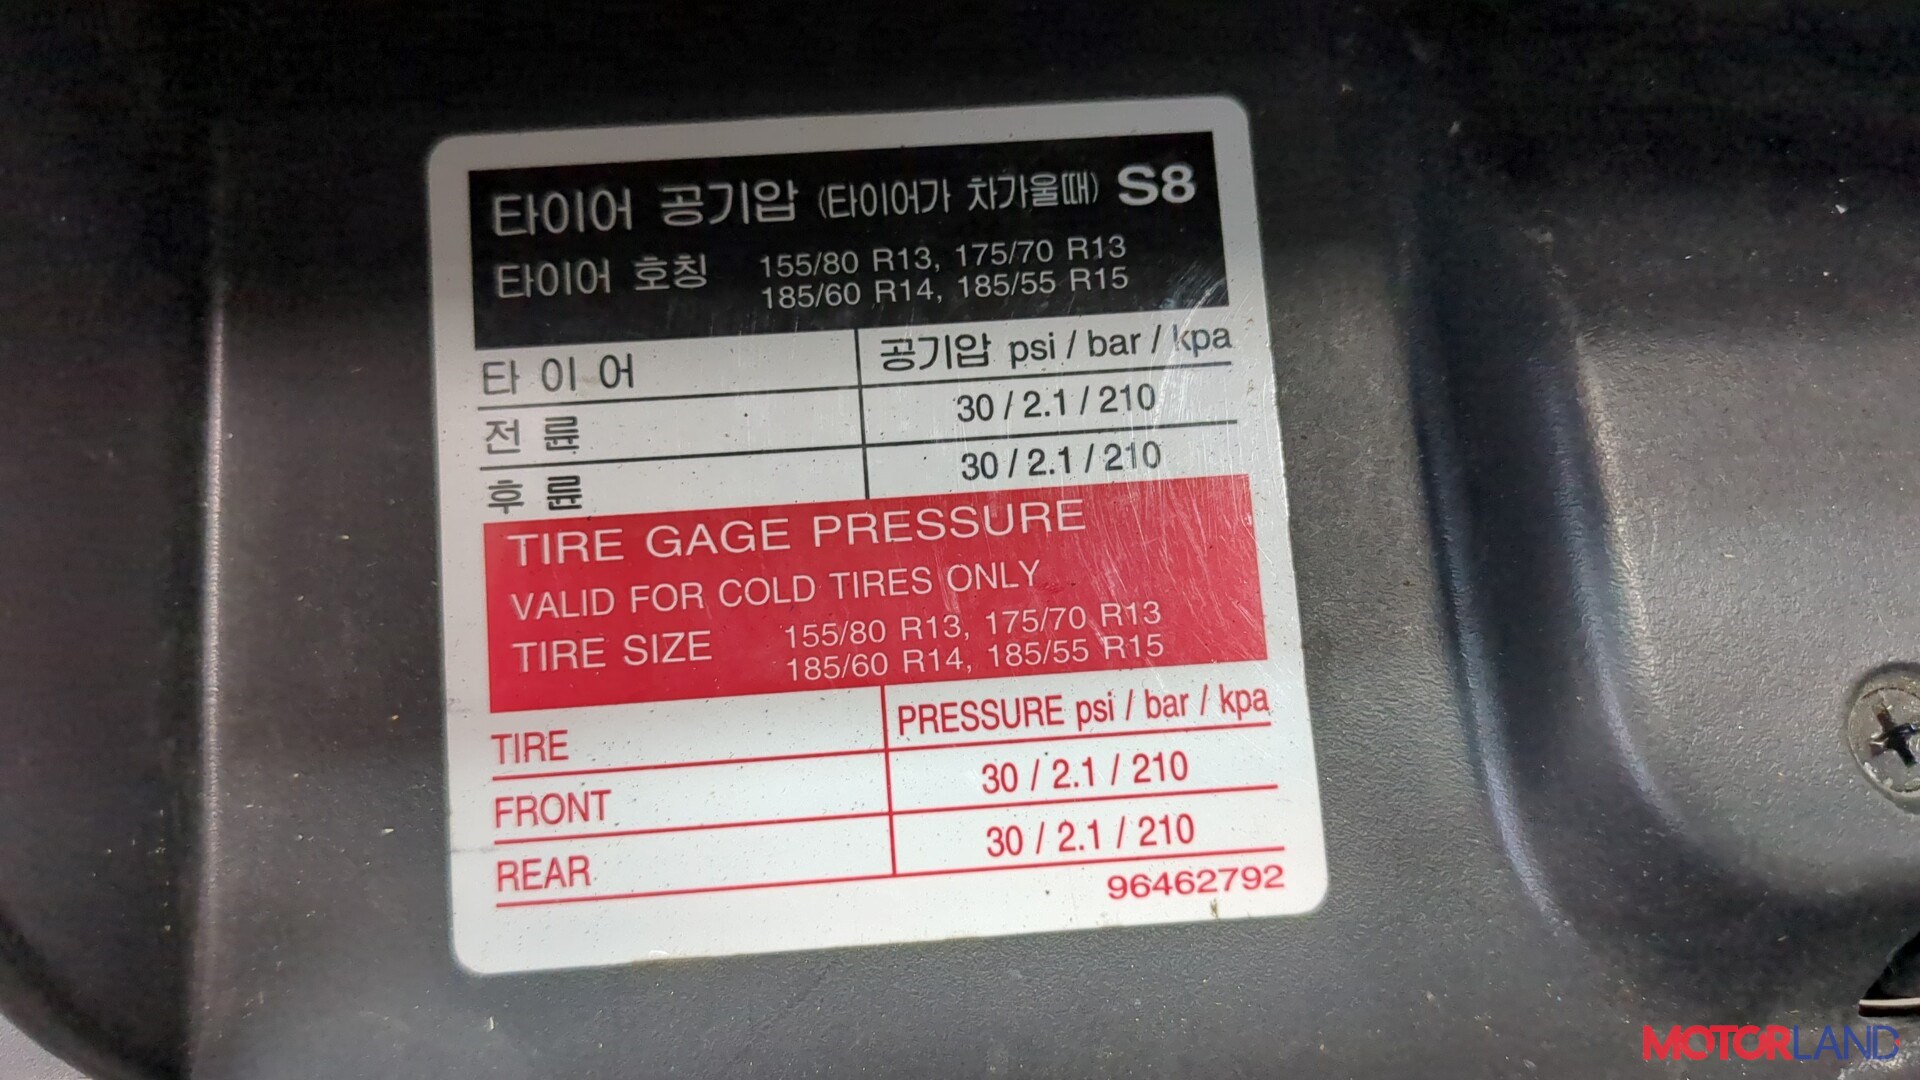 타이어 공기압 (타이어가 차가울때) S8
타이어 호칭 155/80 R13, 175/70 R13
185/60 R14, 185/55 R15
타 이 어 공기압 psi / bar / kpa
전 륜 30 / 2.1 / 210
후 륜 30 / 2.1 / 210
TIRE GAGE PRESSURE
VALID FOR COLD TIRES ONLY
TIRE SIZE 155/80 R13, 175/70 R13
185/60 R14, 185/55 R15
TIRE PRESSURE psi / bar / kpa
FRONT 30 / 2.1 / 210
REAR 30 / 2.1 / 210
96462792
MOTORLAND